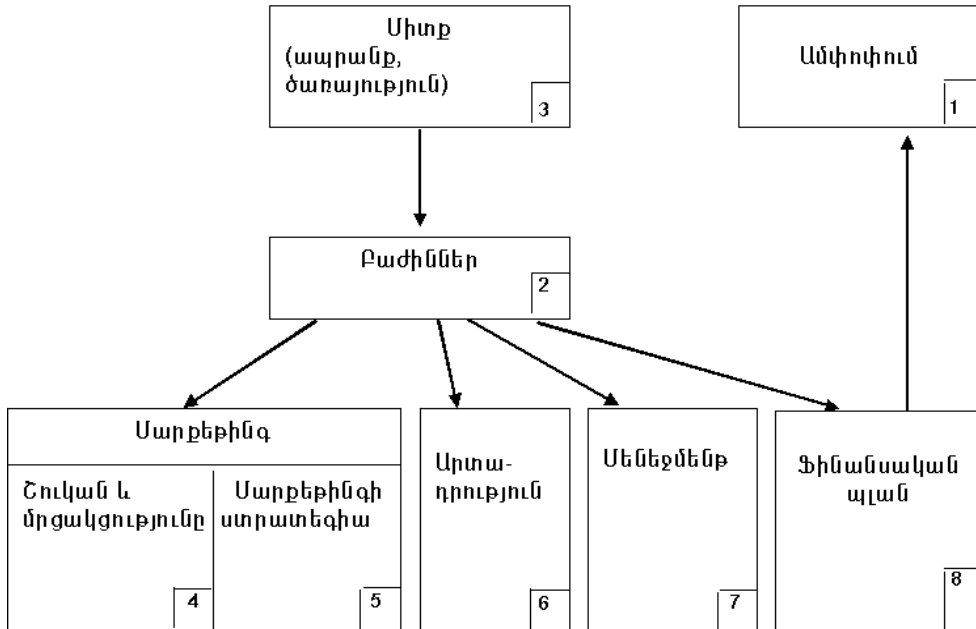 Միտք
(ապրանք,
ծառայություն)
3
Ամփոփում
1
Բաժիններ
2
Մարքեթինգ
Շուկան և
մրցակցությունը
4
Մարքեթինգի
ստրատեգիա
5
Արտա-
դրություն
6
Մենեջմենթ
7
Ֆինանսական
պլան
8